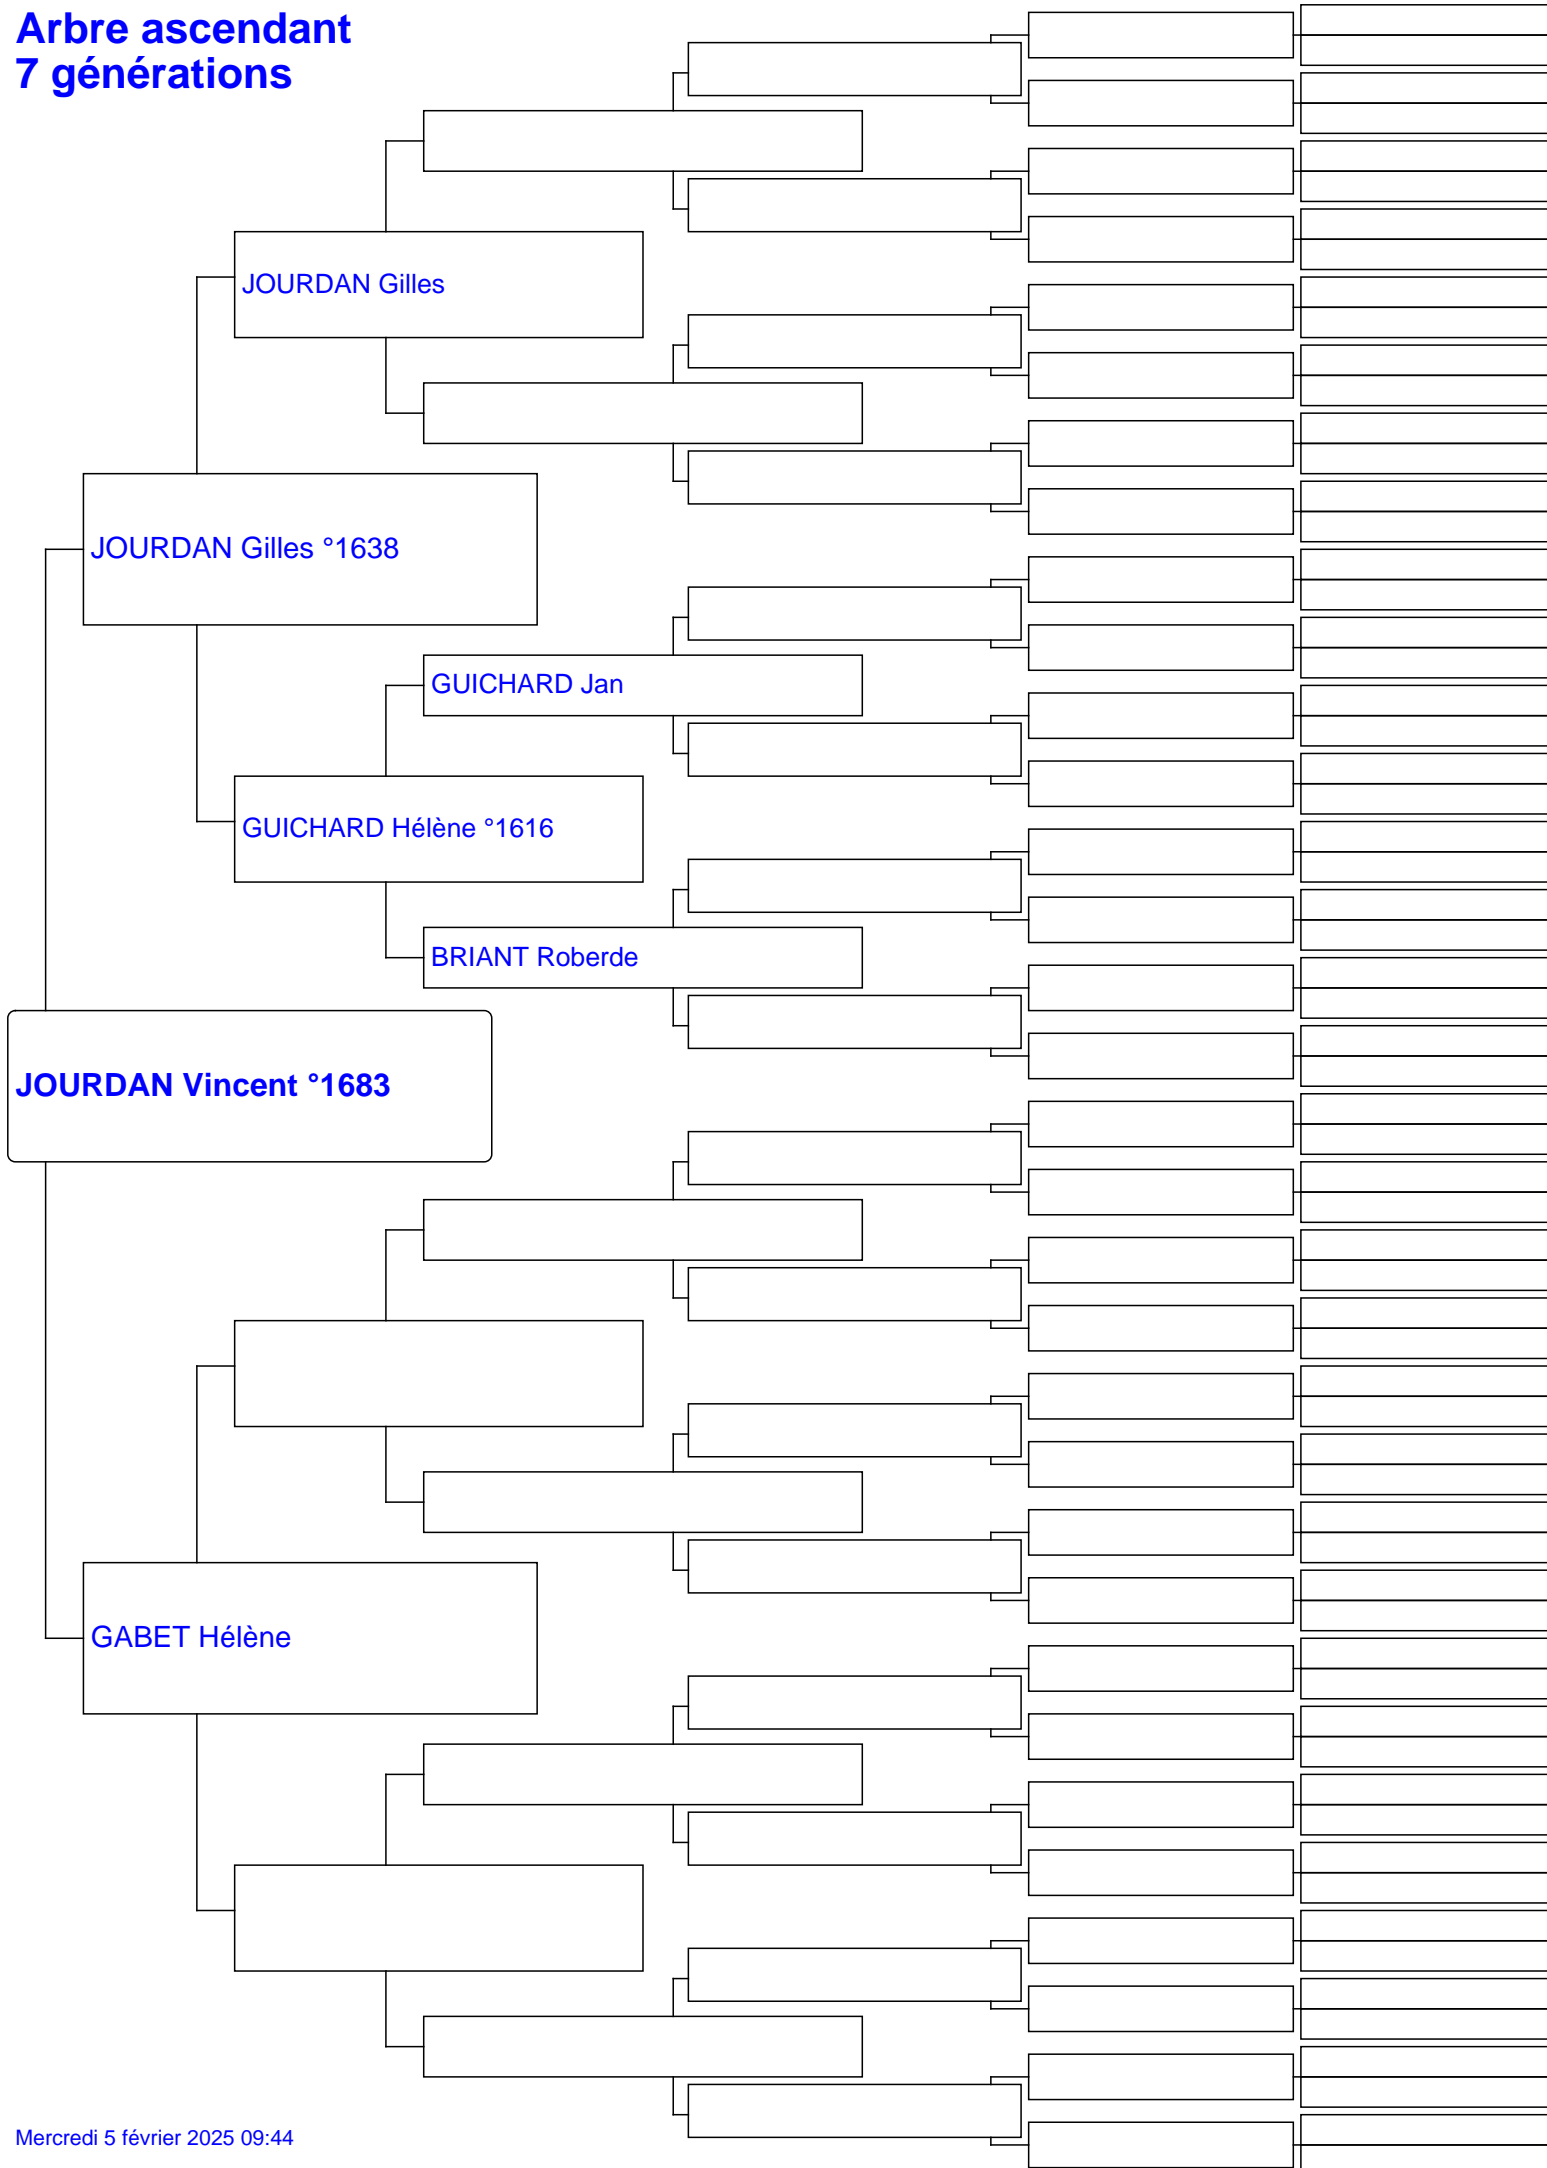 Arbre ascendant
7 générations
JOURDAN Gilles
JOURDAN Gilles °1638
GUICHARD Jan
GUICHARD Hélène °1616
BRIANT Roberde
JOURDAN Vincent °1683
GABET Hélène
Mercredi 5 février 2025 09:44